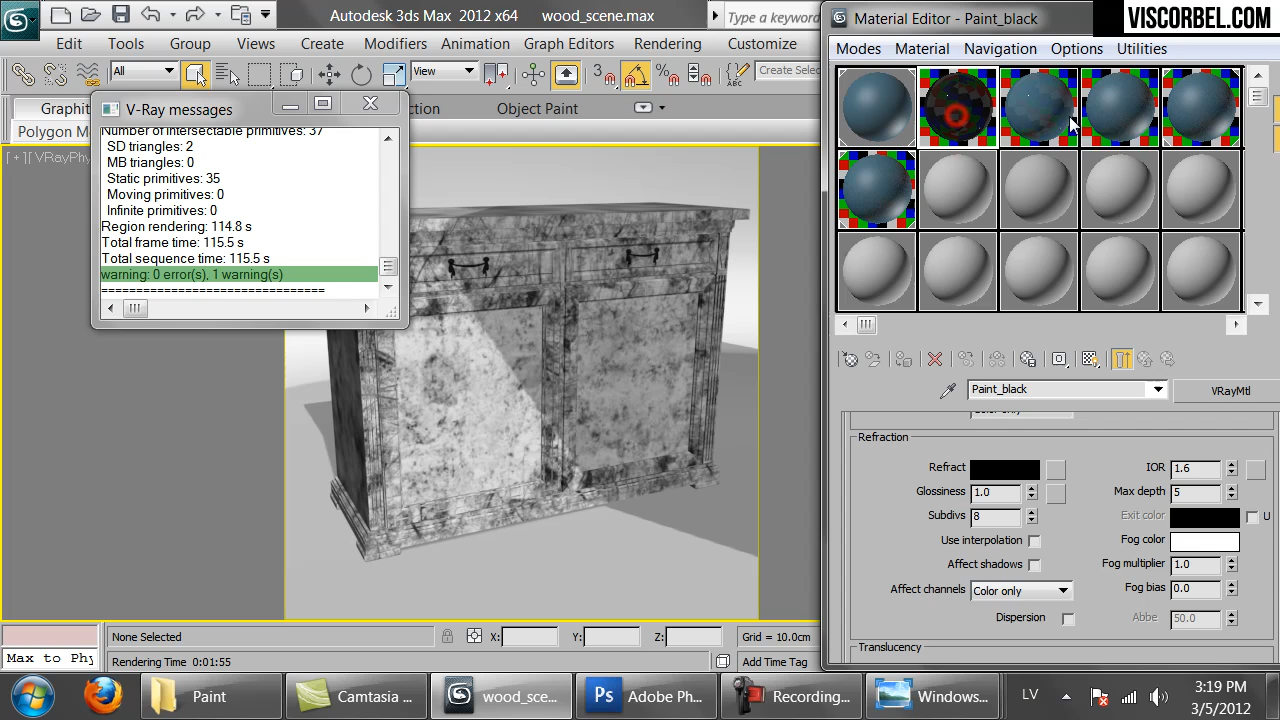 Autodesk 3ds Max 2012 x64 wood_scene.max
Type a keyword
Material Editor - Paint_black
VISCORBEL.COM
Edit Tools Group Views Create Modifiers Animation Graph Editors Rendering Customize
Modes Material Navigation Options Utilities
All
View
3
Create Selec
Graphit
Object Paint
Polygon M
[ + ] [ VRayPhy
V-Ray messages
Number of intersectable primitives: 37
SD triangles: 2
MB triangles: 0
Static primitives: 35
Moving primitives: 0
Infinite primitives: 0
Region rendering: 114.8 s
Total frame time: 115.5 s
Total sequence time: 115.5 s
warning: 0 error(s), 1 warning(s)
================================
Paint_black
VRayMtl
Refraction
Refract
IOR 1.6
Glossiness 1.0
Max depth 5
Subdivs 8
Exit color
U
Use interpolation
Fog color
Affect shadows
Fog multiplier 1.0
Affect channels Color only
Fog bias 0.0
Dispersion
Abbe 50.0
Translucency
None Selected
X:
Y:
Z:
Grid = 10.0cm
Max to Phy
Rendering Time 0:01:55
Add Time Tag
Paint
Camtasia ...
wood_sce...
Ps
Adobe Ph...
Recording...
Windows...
LV
3:19 PM
3/5/2012